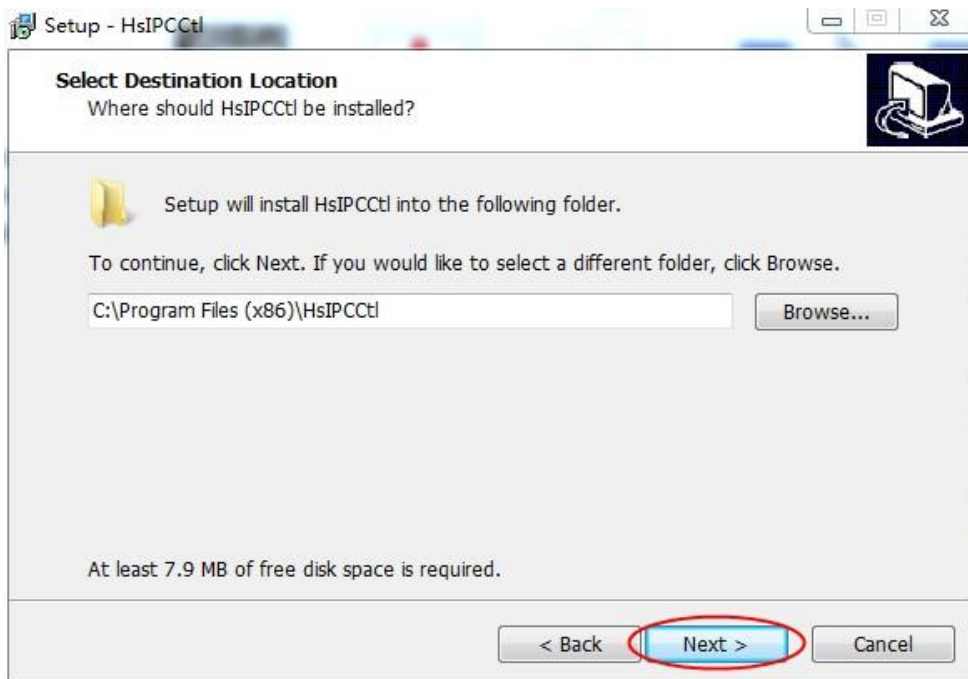 Setup - HsIPCCtl
Select Destination Location
Where should HsIPCCtl be installed?
Setup will install HsIPCCtl into the following folder.
To continue, click Next. If you would like to select a different folder, click Browse.
C:\Program Files (x86)\HsIPCCtl
Browse...
At least 7.9 MB of free disk space is required.
< Back
Next >
Cancel